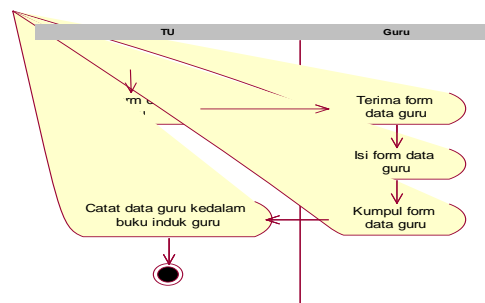 TU
Guru
Terima form
data guru
Isi form data
guru
Catat data guru kedalam
buku induk guru
Kumpul form
data guru